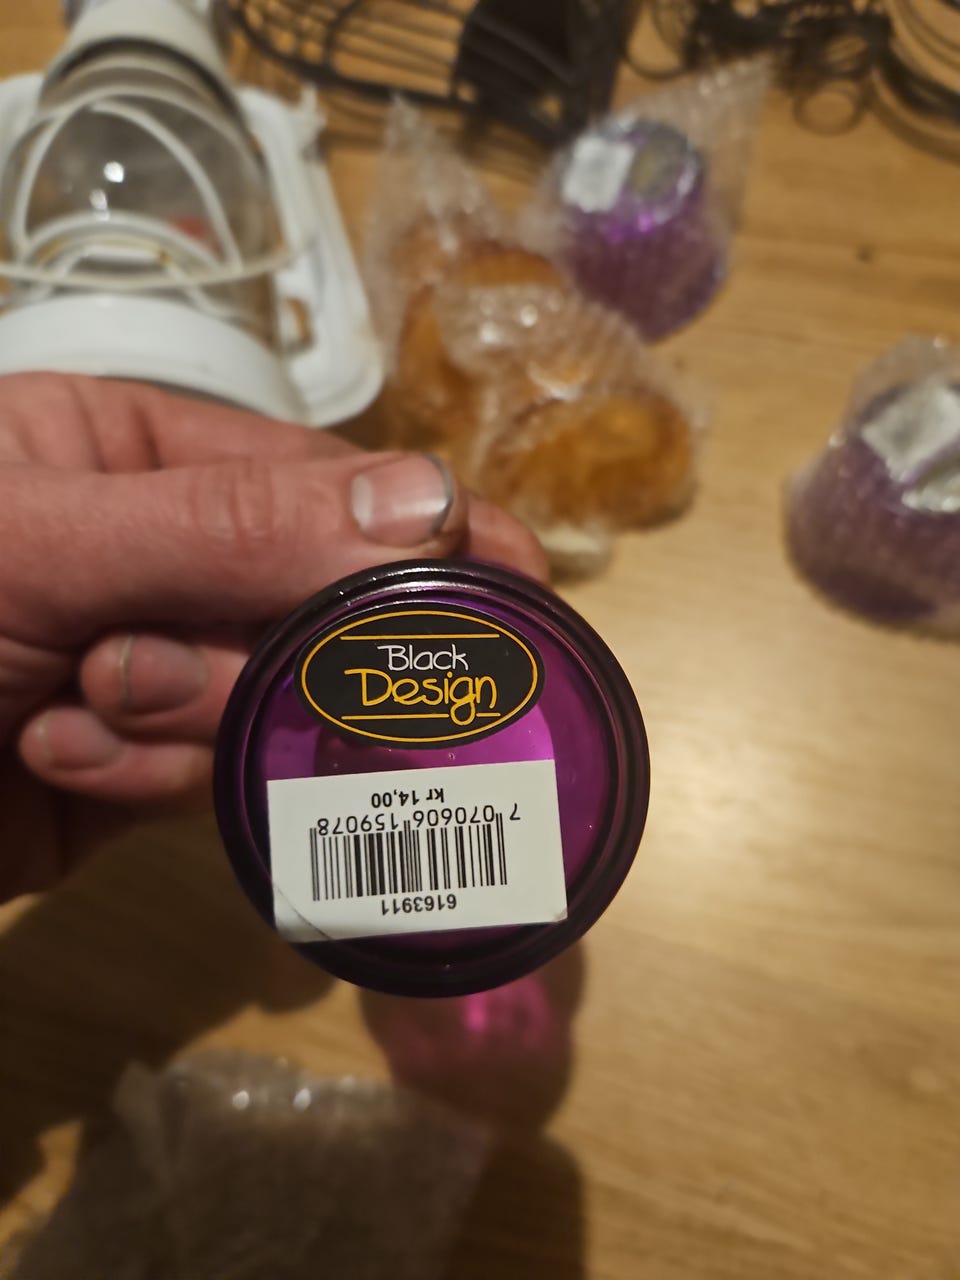 Black
Design
6163911
7 070606 159078
kr 14,00